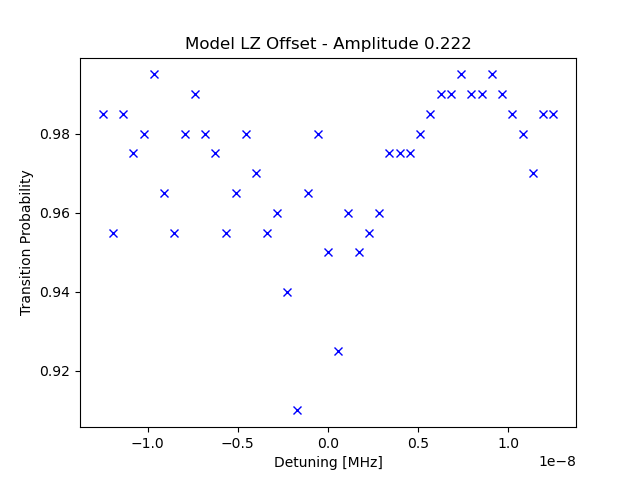 Model LZ Offset - Amplitude 0.222
Transition Probability
0.98
0.96
0.94
0.92
−1.0 −0.5 0.0 0.5 1.0
1e−8
Detuning [MHz]